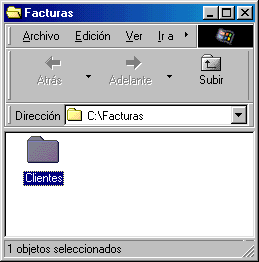 Facturas
Archivo Edición Ver Ir a
Atrás Adelante Subir
Dirección C:\Facturas
Clientes
1 objetos seleccionados